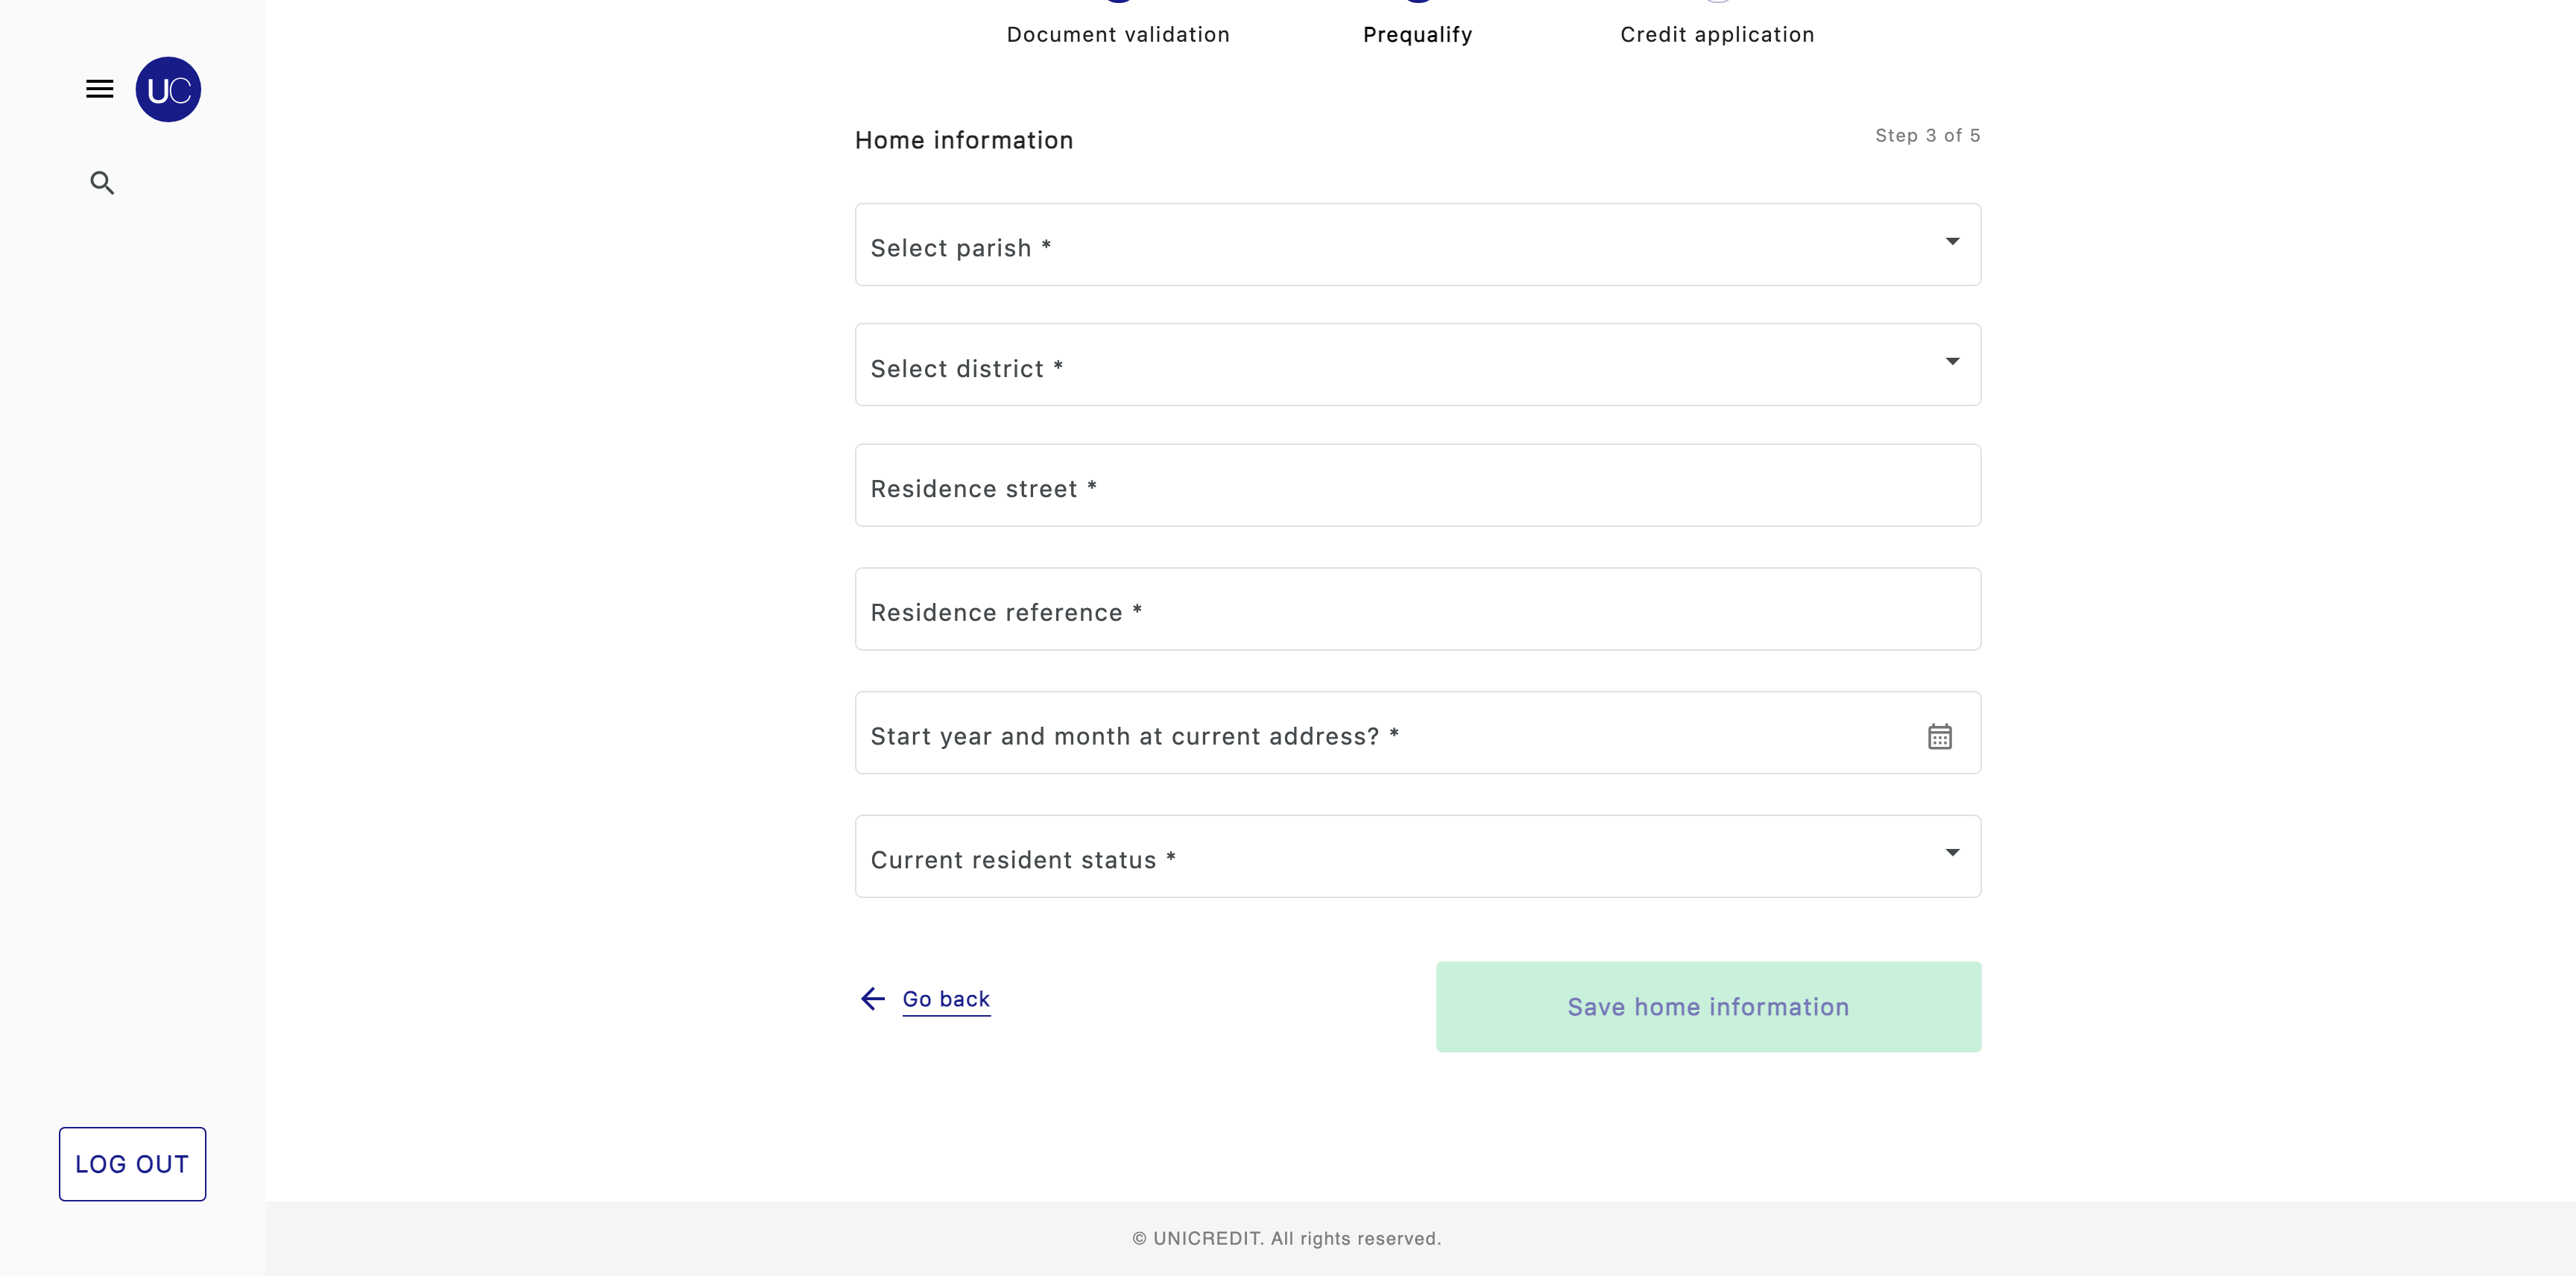 Document validation
Prequalify
Credit application
UC
Home information
Step 3 of 5
Select parish *
Select district *
Residence street *
Residence reference *
Start year and month at current address? *
Current resident status *
Go back
Save home information
LOG OUT
© UNICREDIT. All rights reserved.